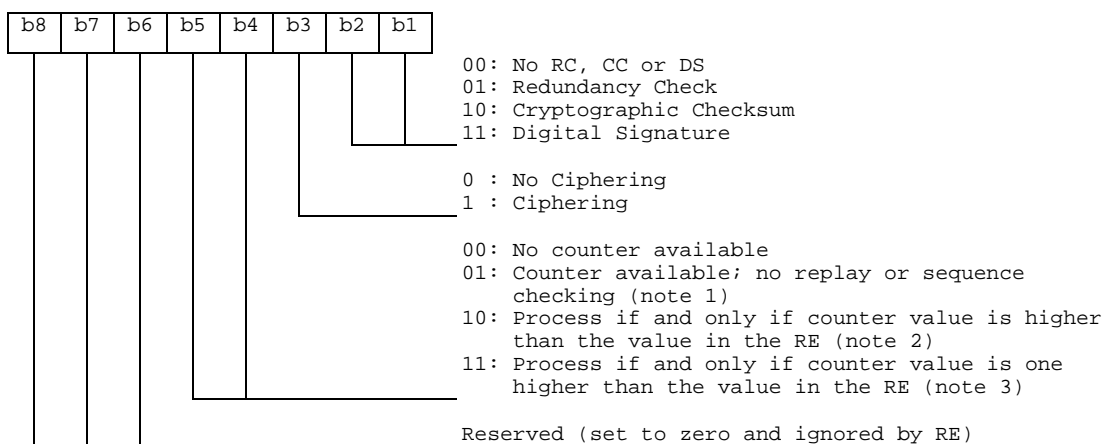 b8 b7 b6 b5 b4 b3 b2 b1
00: No RC, CC or DS
01: Redundancy Check
10: Cryptographic Checksum
11: Digital Signature
0 : No Ciphering
1 : Ciphering
00: No counter available
01: Counter available; no replay or sequence
checking (note 1)
10: Process if and only if counter value is higher
than the value in the RE (note 2)
11: Process if and only if counter value is one
higher than the value in the RE (note 3)
Reserved (set to zero and ignored by RE)